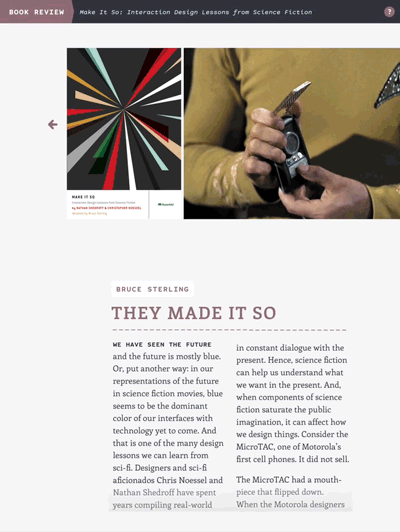 BOOK REVIEW
Make It So: Interaction Design Lessons from Science Fiction
?
MAKE IT SO
Interaction Design Lessons from Science Fiction
by NATHAN SHEDROFF & CHRISTOPHER NOESSEL
foreword by Bruce Sterling
BRUCE STERLING
THEY MADE IT SO
WE HAVE SEEN THE FUTURE
and the future is mostly blue.
Or, put another way: in our
representations of the future
in science fiction movies, blue
seems to be the dominant
color of our interfaces with
technology yet to come. And
that is one of the many design
lessons we can learn from
sci-fi. Designers and sci-fi
aficionados Chris Noessel and
Nathan Shedroff have spent
years compiling real-world
in constant dialogue with the
present. Hence, science fiction
can help us understand what
we want in the present. And,
when components of science
fiction saturate the public
imagination, it can affect how
we design things. Consider the
MicroTAC, one of Motorola's
first cell phones. It did not sell.
The MicroTAC had a mouth-
piece that flipped down.
When the Motorola designers